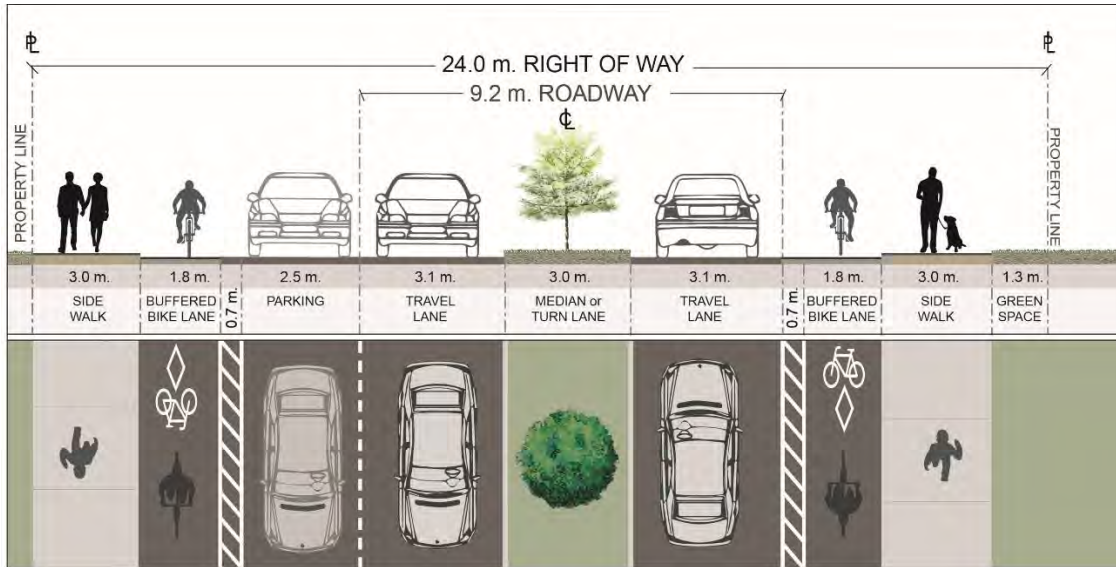 ℄ ℄
24.0 m. RIGHT OF WAY
9.2 m. ROADWAY
℄
PROPERTY LINE
PROPERTY LINE
3.0 m. 1.8 m. 2.5 m. 3.1 m. 3.0 m. 3.1 m. 1.8 m. 3.0 m. 1.3 m.
SIDE BUFFERED 0.7 m. PARKING TRAVEL MEDIAN or TRAVEL 0.7 m. BUFFERED SIDE GREEN
WALK BIKE LANE LANE TURN LANE LANE BIKE LANE WALK SPACE